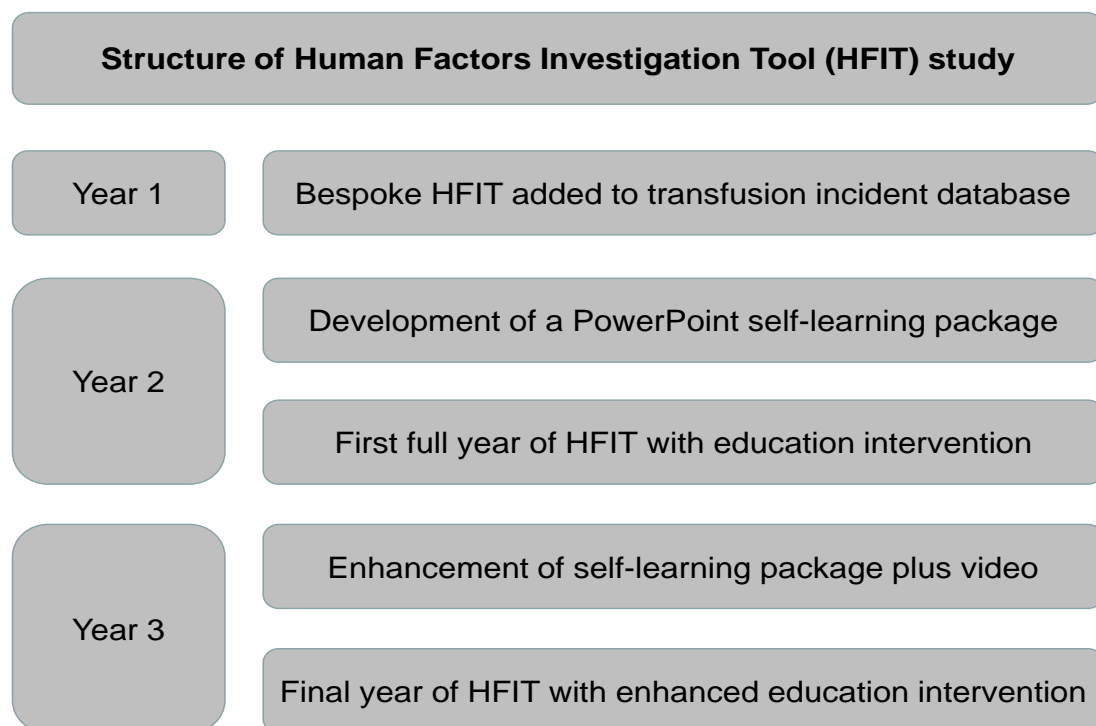 Structure of Human Factors Investigation Tool (HFIT) study
Year 1
Bespoke HFIT added to transfusion incident database
Year 2
Development of a PowerPoint self-learning package
First full year of HFIT with education intervention
Year 3
Enhancement of self-learning package plus video
Final year of HFIT with enhanced education intervention